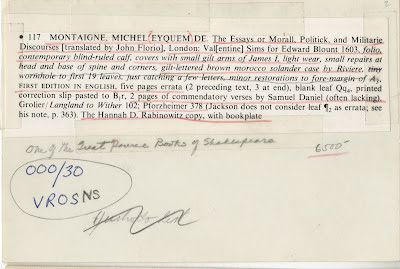 • 117 MONTAIGNE, MICHEL EYQUEM DE. The Essays or Morall, Politick, and Militarie
Discourses [translated by John Florio], London: Val[entine] Sims for Edward Blount 1603, folio,
contemporary blind-ruled calf, covers with small gilt arms of James I, light wear, small repairs at
head and base of spine and corners, gilt-lettered brown morocco solander case by Riviere, tiny
wormhole to first 19 leaves, just catching a few letters, minor restorations to fore-margin of
FIRST EDITION IN ENGLISH, five pages errata (2 preceding text, 3 at end), blank leaf Qq4, printed
correction slip pasted to B1r, 2 pages of commendatory verses by Samuel Daniel (often lacking).
Grolier/Langland to Wither 102; Pforzheimer 378 (Jackson does not consider leaf ¶2 as errata; see
his note, p. 363). The Hannah D. Rabinowitz copy, with bookplate
One of the Great Source Books of Shakespeare
6500-
000/30
VROSNS